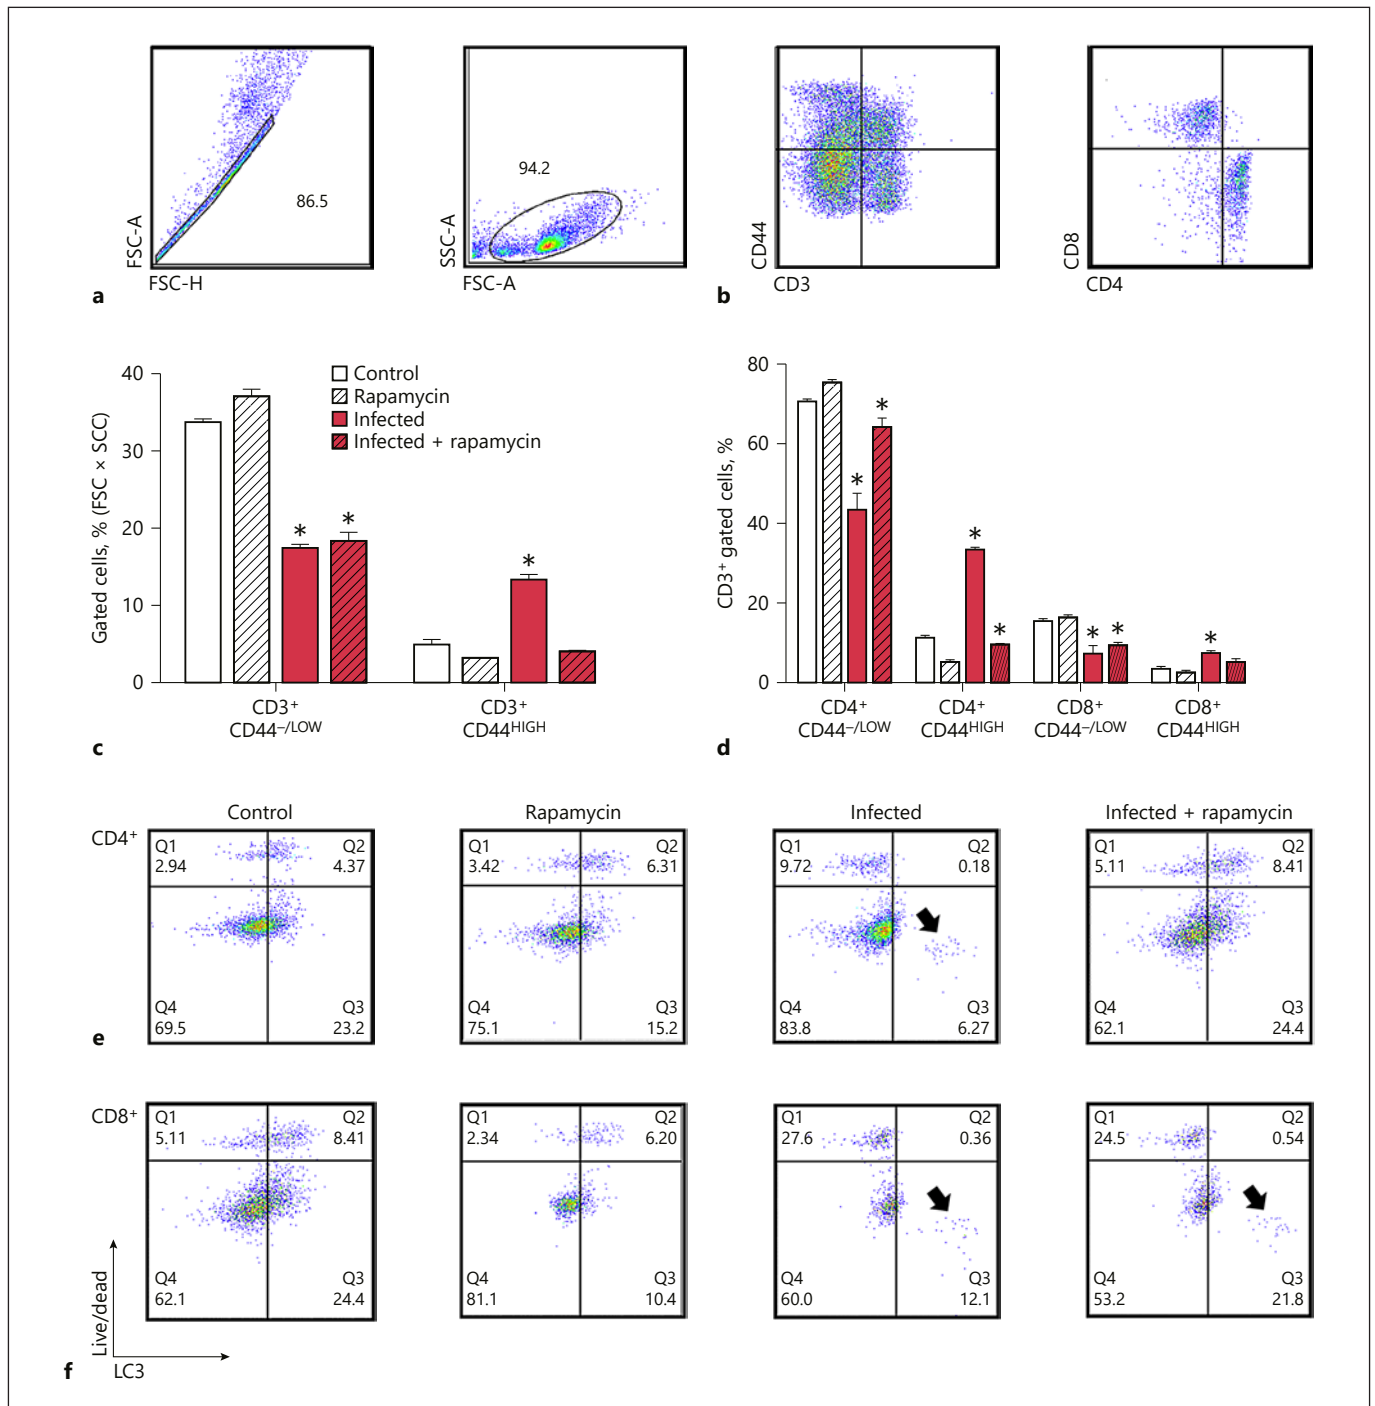 FSC-A
86.5
FSC-H
a
SSC-A
94.2
FSC-A
CD44
CD3
b
CD8
CD4
Gated cells, % (FSC × SCC)
40
30
20
10
0
Control
Rapamycin
Infected
Infected + rapamycin
*
*
*
CD3+
CD44–/LOW
CD3+
CD44HIGH
c
CD3+ gated cells, %
80
60
40
20
0
*
*
*
*
*
*
*
CD4+
CD44–/LOW
CD4+
CD44HIGH
CD8+
CD44–/LOW
CD8+
CD44HIGH
d
Control
Rapamycin
Infected
Infected + rapamycin
CD4+
Q1 Q2
2.94 4.37
Q4 Q3
69.5 23.2
Q1 Q2
3.42 6.31
Q4 Q3
75.1 15.2
Q1 Q2
9.72 0.18
Q4 Q3
83.8 6.27
Q1 Q2
5.11 8.41
Q4 Q3
62.1 24.4
e
CD8+
Q1 Q2
5.11 8.41
Q4 Q3
62.1 24.4
Q1 Q2
2.34 6.20
Q4 Q3
81.1 10.4
Q1 Q2
27.6 0.36
Q4 Q3
60.0 12.1
Q1 Q2
24.5 0.54
Q4 Q3
53.2 21.8
Live/dead
LC3
f